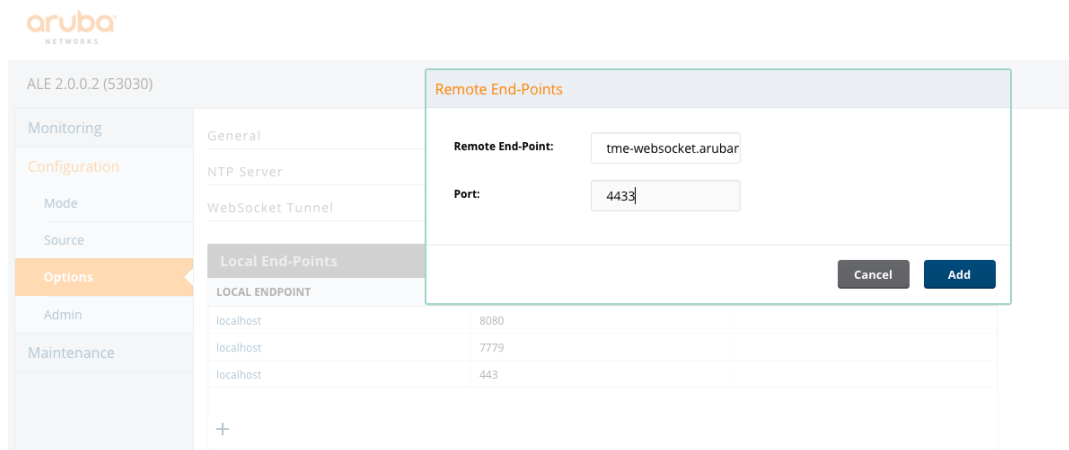 aruba
NETWORKS
ALE 2.0.0.2 (53030)
Remote End-Points
Monitoring
General
Remote End-Point: tme-websocket.arubar
Configuration
NTP Server
Port: 4433
Mode
WebSocket Tunnel
Source
Local End-Points
Cancel Add
Options
LOCAL ENDPOINT
Admin
localhost 8080
Maintenance
localhost 7779
localhost 443
+